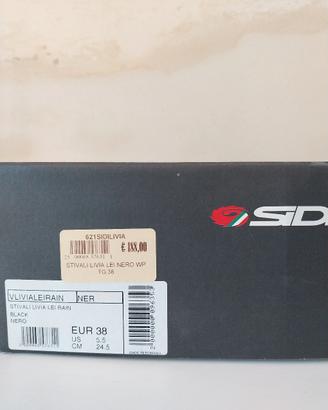 SIDI
621SIDILIVIA
€ 188,00
STIVALI LIVIA LEI NERO WP
TG 38
VLIVIALEIRAIN NER
STIVALI LIVIA LEI RAIN
BLACK
NERO
EUR 38
US 5.5
CM 24.5